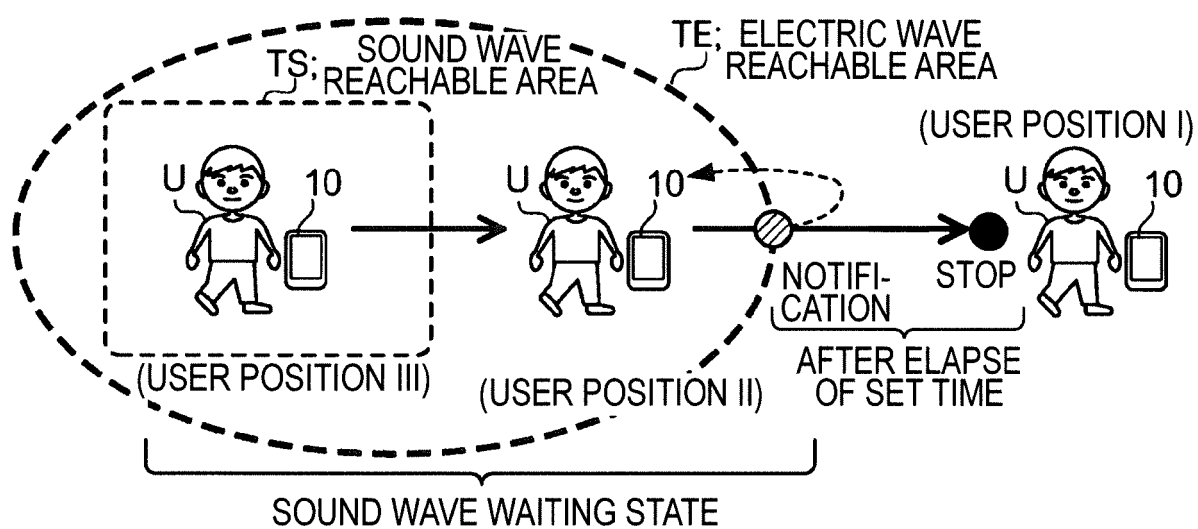 TS; SOUND WAVE
REACHABLE AREA
TE; ELECTRIC WAVE
REACHABLE AREA
(USER POSITION I)
U 10
U 10
U 10
NOTIFI-
CATION
STOP
(USER POSITION III)
(USER POSITION II)
AFTER ELAPSE
OF SET TIME
SOUND WAVE WAITING STATE